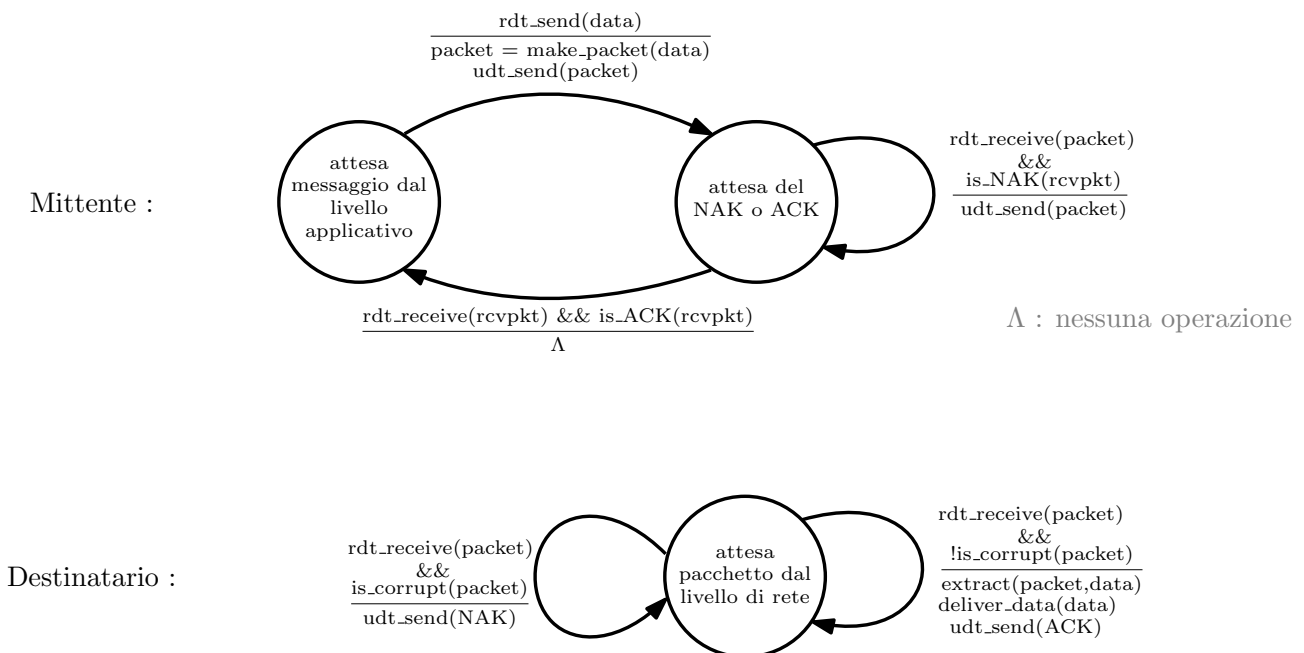 rdt_send(data)
packet = make_packet(data)
udt_send(packet)
Mittente :
attesa
messaggio dal
livello
applicativo
attesa del
NAK o ACK
rdt_receive(packet)
&&
is_NAK(rcvpkt)
udt_send(packet)
rdt_receive(rcvpkt) && is_ACK(rcvpkt)
Λ
Λ : nessuna operazione
Destinatario :
rdt_receive(packet)
&&
is_corrupt(packet)
udt_send(NAK)
attesa
pacchetto dal
livello di rete
rdt_receive(packet)
&&
!is_corrupt(packet)
extract(packet,data)
deliver_data(data)
udt_send(ACK)